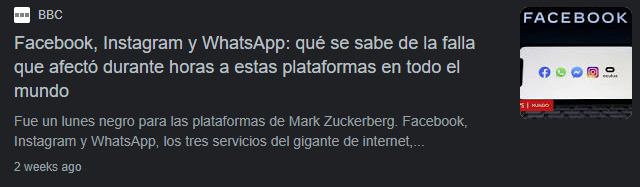 BBC
Facebook, Instagram y WhatsApp: qué se sabe de la falla
que afectó durante horas a estas plataformas en todo el
mundo
Fue un lunes negro para las plataformas de Mark Zuckerberg. Facebook,
Instagram y WhatsApp, los tres servicios del gigante de internet,...
2 weeks ago
FACEBOOK
oculus
MUNDO